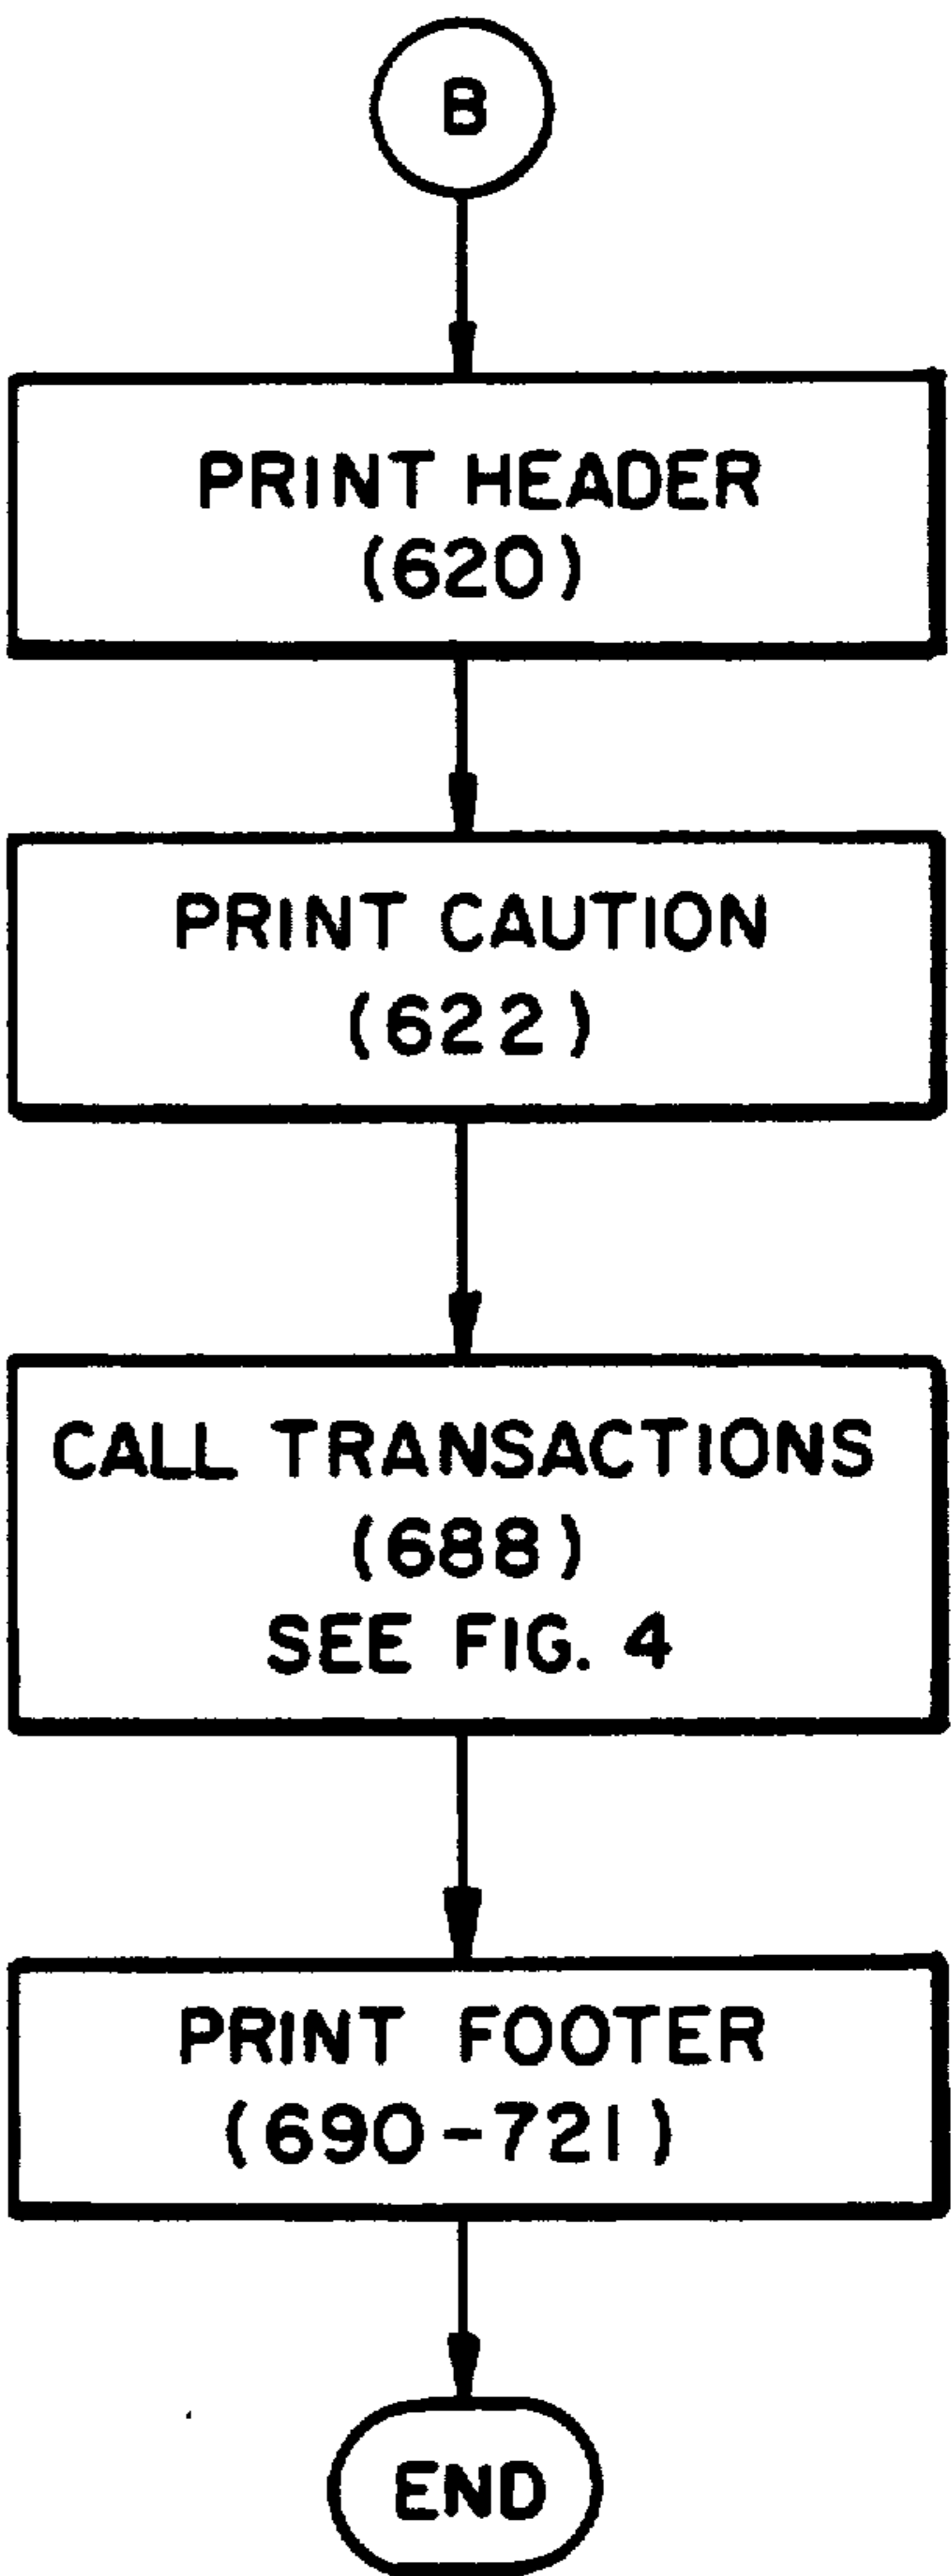 B
PRINT HEADER
(620)
PRINT CAUTION
(622)
CALL TRANSACTIONS
(688)
SEE FIG. 4
PRINT FOOTER
(690-721)
END